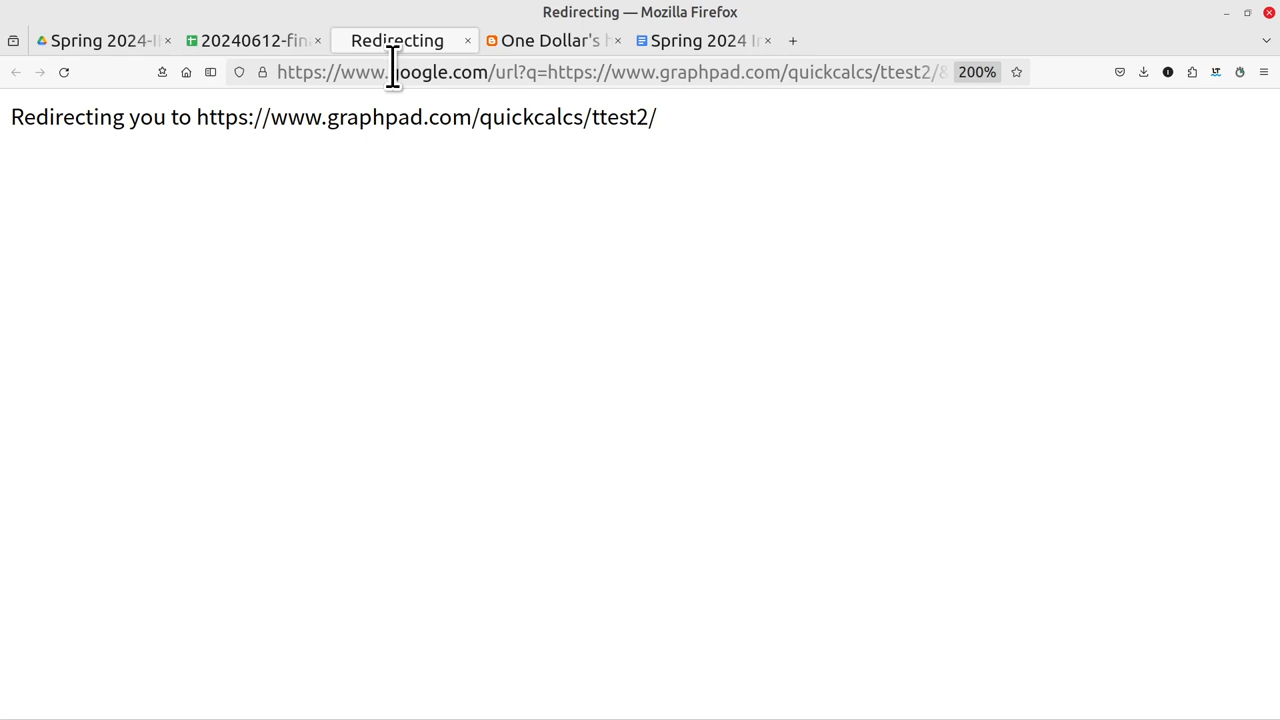 Redirecting — Mozilla Firefox
Spring 2024-I
20240612-fin
Redirecting
One Dollar's h
Spring 2024 Ir
https://www.google.com/url?q=https://www.graphpad.com/quickcalcs/ttest2/&
200%
Redirecting you to https://www.graphpad.com/quickcalcs/ttest2/